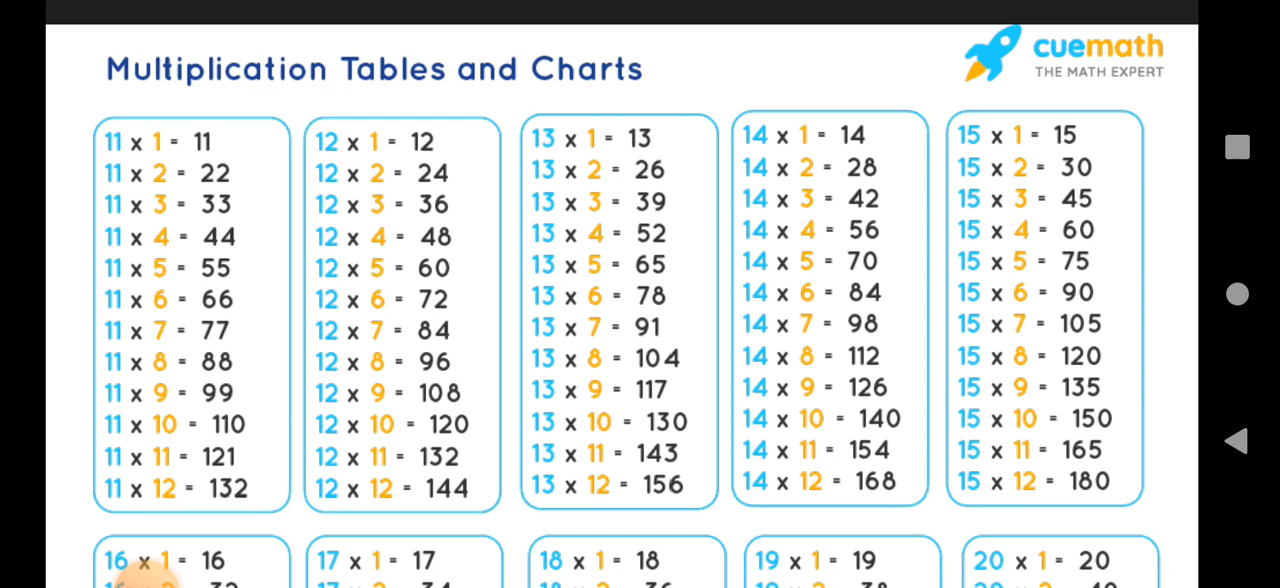 Multiplication Tables and Charts
cuemath
THE MATH EXPERT
11 x 1 = 11
11 x 2 = 22
11 x 3 = 33
11 x 4 = 44
11 x 5 = 55
11 x 6 = 66
11 x 7 = 77
11 x 8 = 88
11 x 9 = 99
11 x 10 = 110
11 x 11 = 121
11 x 12 = 132
12 x 1 = 12
12 x 2 = 24
12 x 3 = 36
12 x 4 = 48
12 x 5 = 60
12 x 6 = 72
12 x 7 = 84
12 x 8 = 96
12 x 9 = 108
12 x 10 = 120
12 x 11 = 132
12 x 12 = 144
13 x 1 = 13
13 x 2 = 26
13 x 3 = 39
13 x 4 = 52
13 x 5 = 65
13 x 6 = 78
13 x 7 = 91
13 x 8 = 104
13 x 9 = 117
13 x 10 = 130
13 x 11 = 143
13 x 12 = 156
14 x 1 = 14
14 x 2 = 28
14 x 3 = 42
14 x 4 = 56
14 x 5 = 70
14 x 6 = 84
14 x 7 = 98
14 x 8 = 112
14 x 9 = 126
14 x 10 = 140
14 x 11 = 154
14 x 12 = 168
15 x 1 = 15
15 x 2 = 30
15 x 3 = 45
15 x 4 = 60
15 x 5 = 75
15 x 6 = 90
15 x 7 = 105
15 x 8 = 120
15 x 9 = 135
15 x 10 = 150
15 x 11 = 165
15 x 12 = 180
16 x 1 = 16
17 x 1 = 17
18 x 1 = 18
19 x 1 = 19
20 x 1 = 20